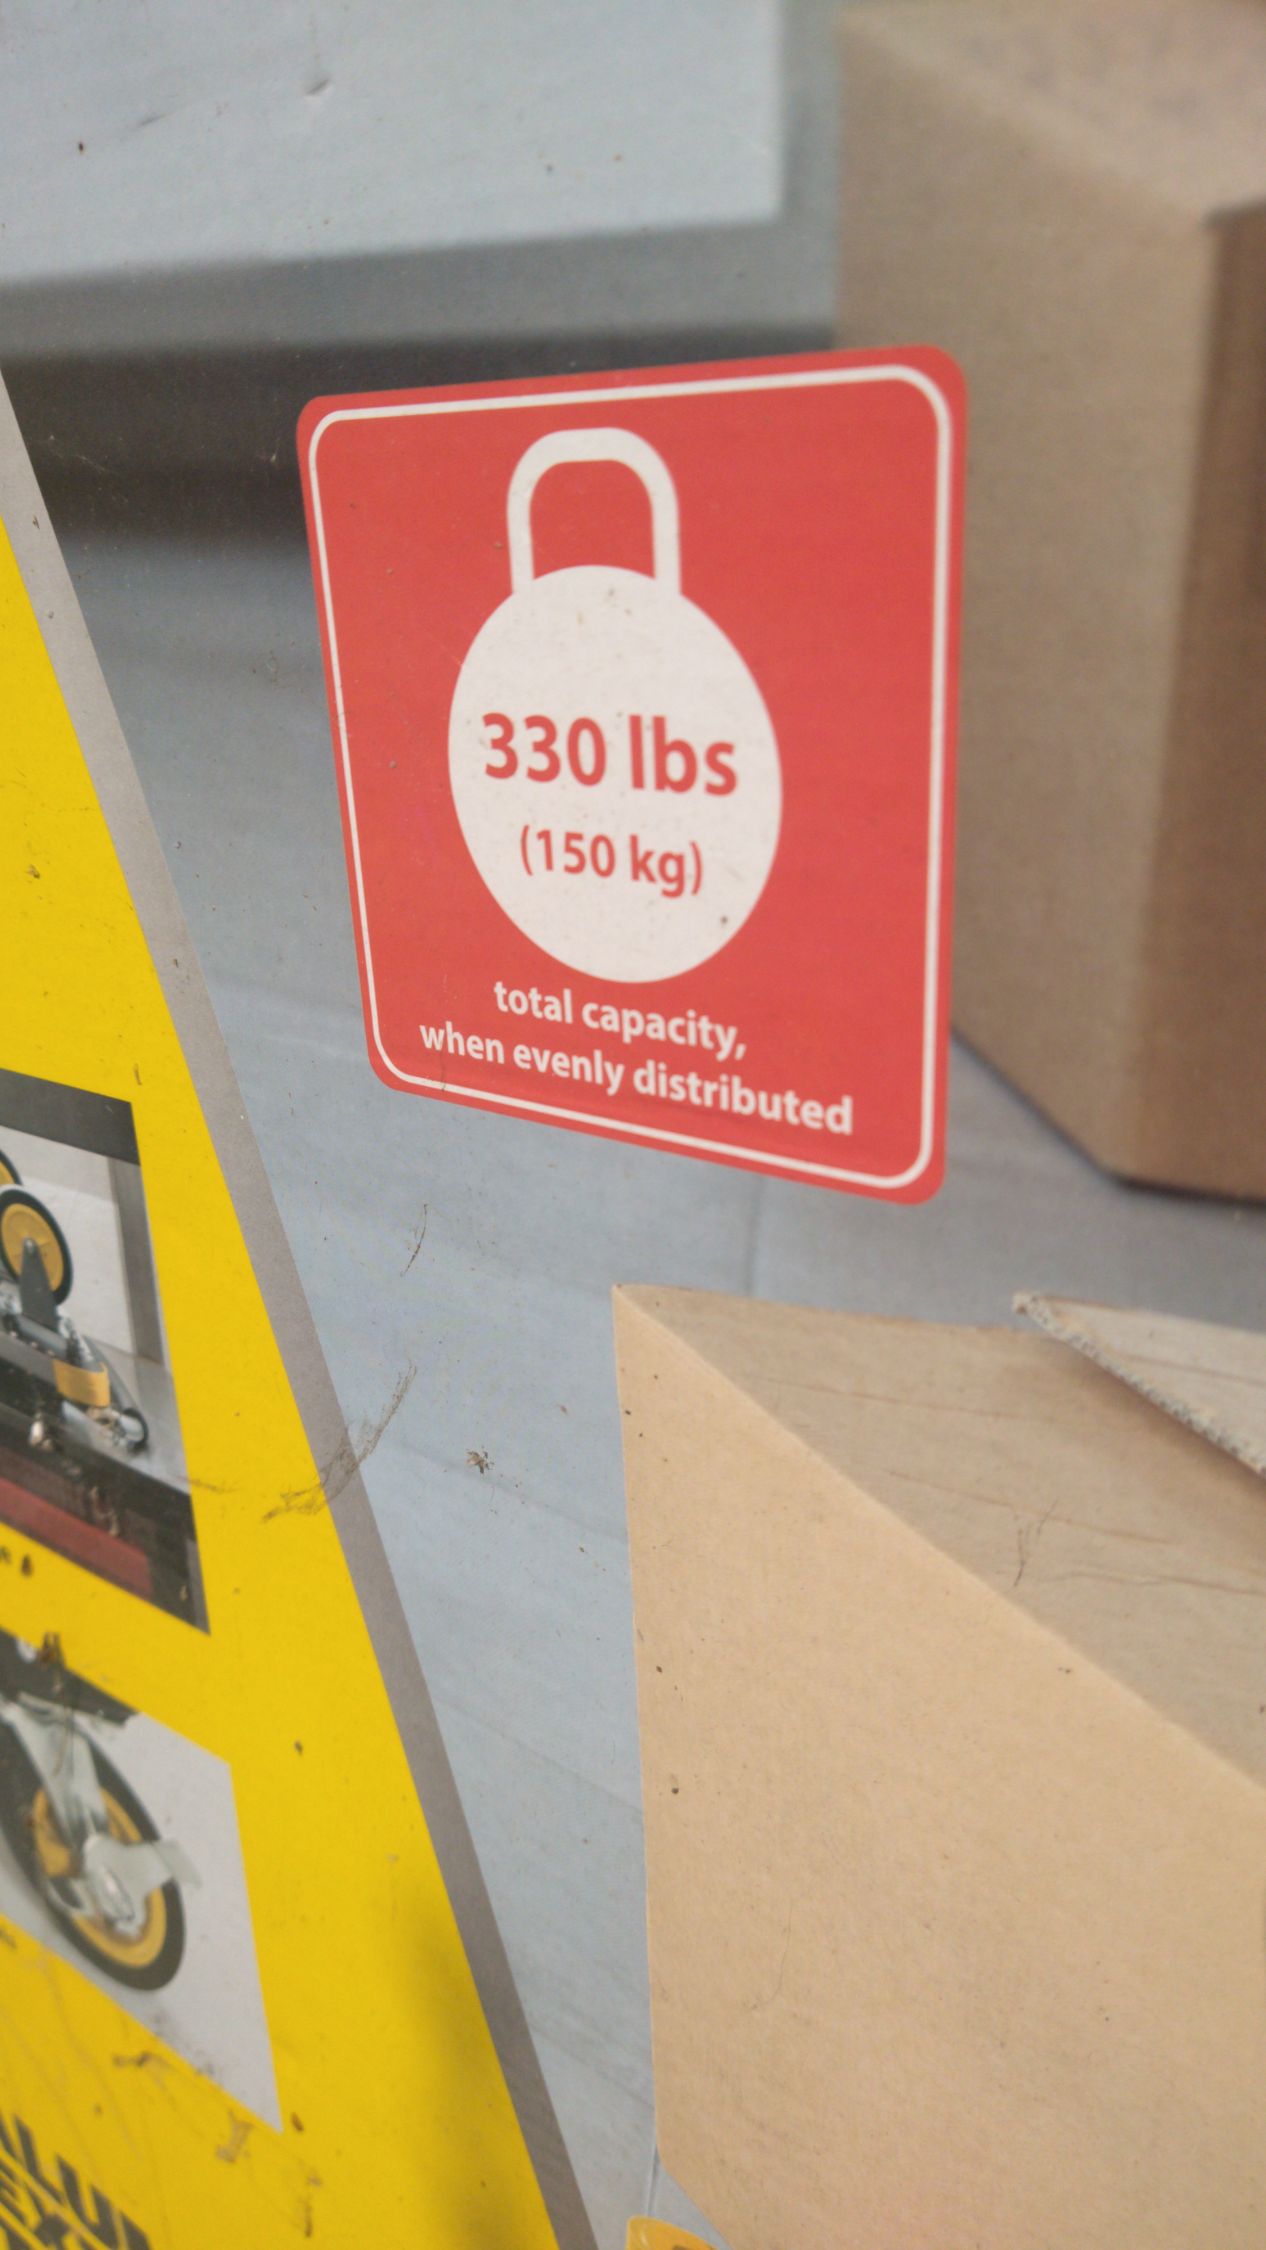 330 lbs
(150 kg)
total capacity,
when evenly distributed